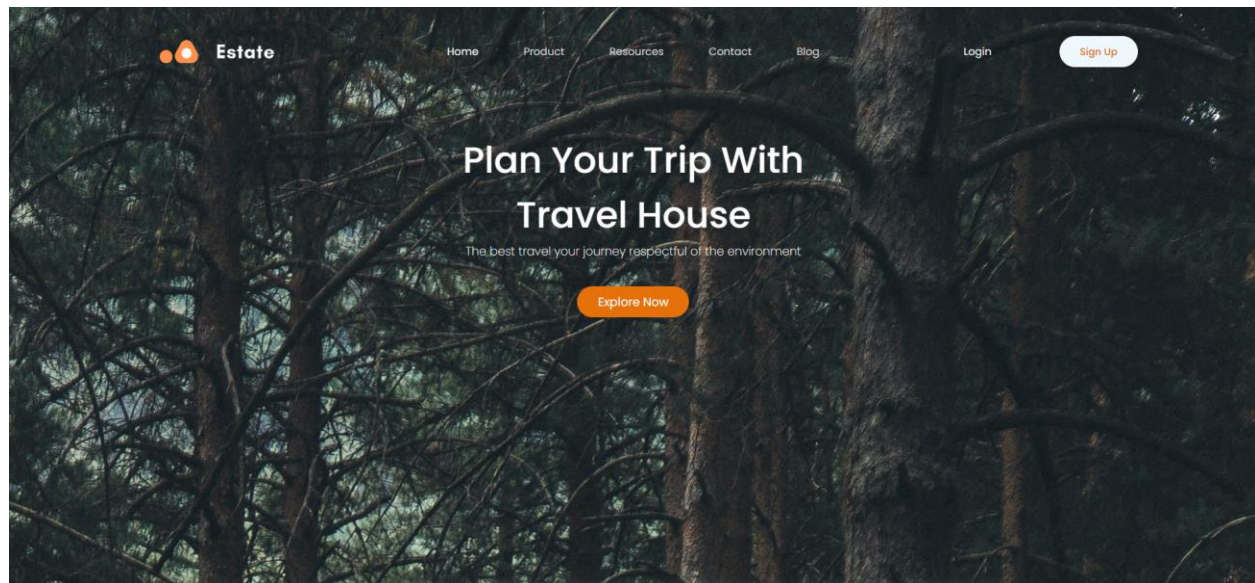 Estate
Home Product Resources Contact Blog Login Sign Up
Plan Your Trip With
Travel House
The best travel your journey respectful of the environment
Explore Now